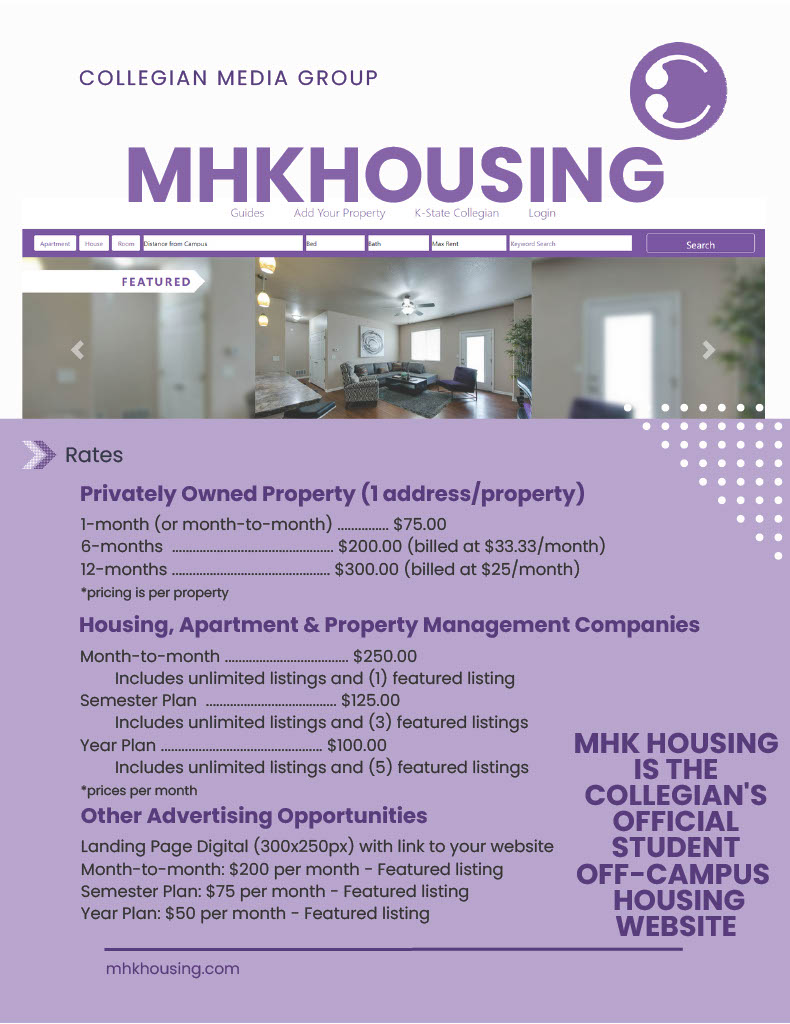 COLLEGIAN MEDIA GROUP
MHKHOUSING
Guides Add Your Property K-State Collegian Login
Apartment House Room Distance from Campus Bed Bath Max Rent Keyword Search Search
FEATURED
Rates
Privately Owned Property (1 address/property)
1-month (or month-to-month) ............... $75.00
6-months ................................................ $200.00 (billed at $33.33/month)
12-months ............................................... $300.00 (billed at $25/month)
*pricing is per property
Housing, Apartment & Property Management Companies
Month-to-month ..................................... $250.00
Includes unlimited listings and (1) featured listing
Semester Plan ....................................... $125.00
Includes unlimited listings and (3) featured listings
Year Plan ................................................ $100.00
Includes unlimited listings and (5) featured listings
*prices per month
Other Advertising Opportunities
Landing Page Digital (300x250px) with link to your website
Month-to-month: $200 per month - Featured listing
Semester Plan: $75 per month - Featured listing
Year Plan: $50 per month - Featured listing
MHK HOUSING
IS THE
COLLEGIAN'S
OFFICIAL
STUDENT
OFF-CAMPUS
HOUSING
WEBSITE
mhkhousing.com